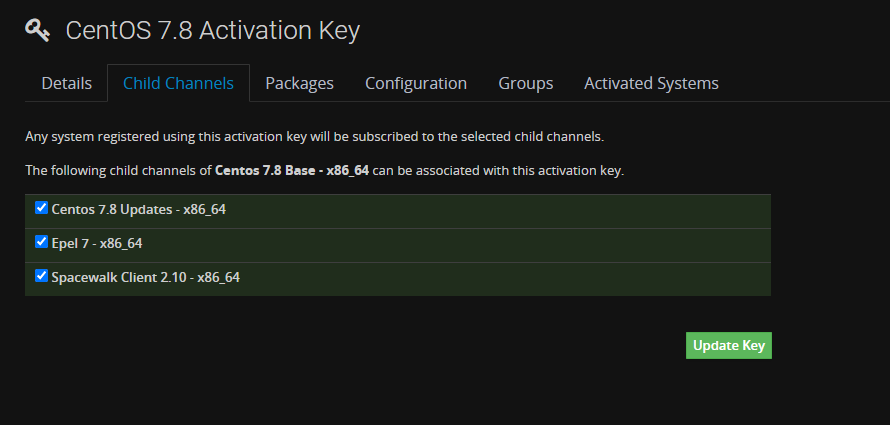 CentOS 7.8 Activation Key
Details Child Channels Packages Configuration Groups Activated Systems
Any system registered using this activation key will be subscribed to the selected child channels.
The following child channels of Centos 7.8 Base - x86_64 can be associated with this activation key.
Centos 7.8 Updates - x86_64
Epel 7 - x86_64
Spacewalk Client 2.10 - x86_64
Update Key